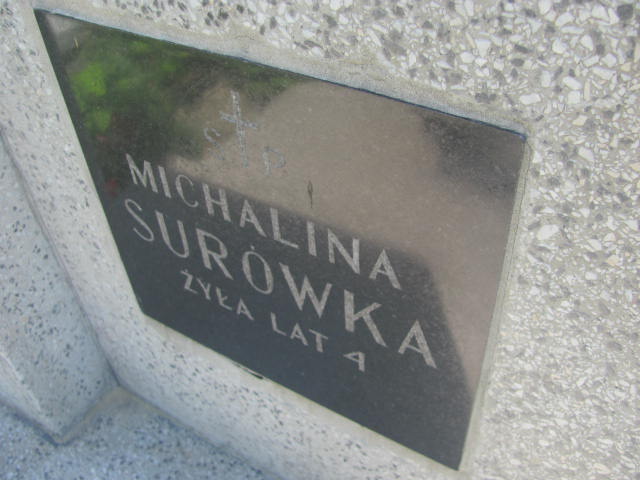 Ś P
MICHALINA
SURÓWKA
ŻYŁA LAT 4